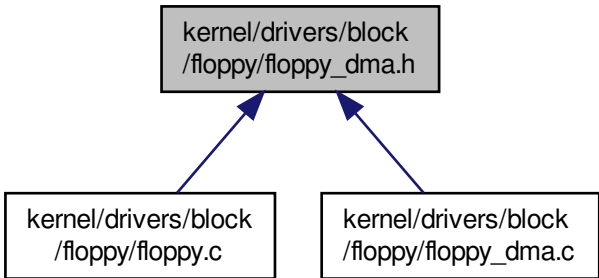 kernel/drivers/block
/floppy/floppy_dma.h
kernel/drivers/block
/floppy/floppy.c
kernel/drivers/block
/floppy/floppy_dma.c